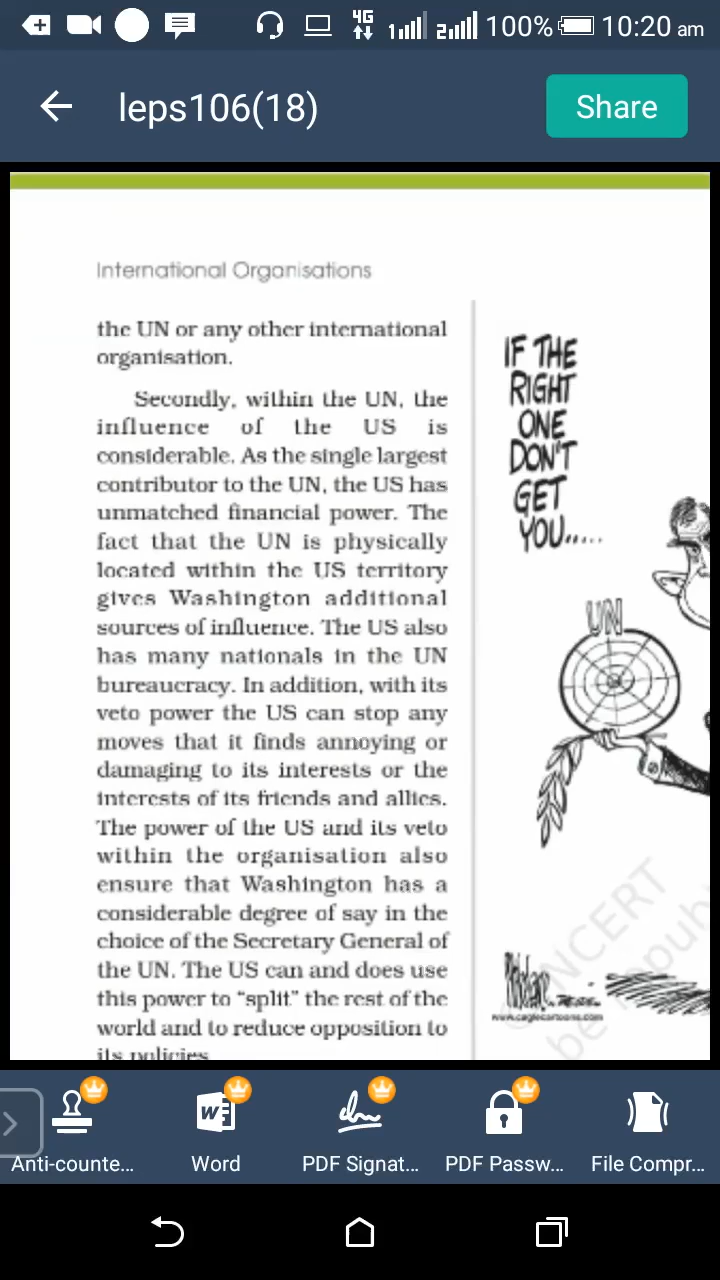 4G
1
2
100%
10:20 am
leps106(18)
Share
International Organisations
the UN or any other international
organisation.
Secondly, within the UN, the
influence of the US is
considerable. As the single largest
contributor to the UN, the US has
unmatched financial power. The
fact that the UN is physically
located within the US territory
gives Washington additional
sources of influence. The US also
has many nationals in the UN
bureaucracy. In addition, with its
veto power the US can stop any
moves that it finds annoying or
damaging to its interests or the
interests of its friends and allies.
The power of the US and its veto
within the organisation also
ensure that Washington has a
considerable degree of say in the
choice of the Secretary General of
the UN. The US can and does use
this power to “split” the rest of the
world and to reduce opposition to
its policies
IF THE
RIGHT
ONE
DON'T
GET
YOU.....
UN
www.caglecartoons.com
NCERT
be
W
Anti-counte...
Word
PDF Signat...
PDF Passw...
File Compr...